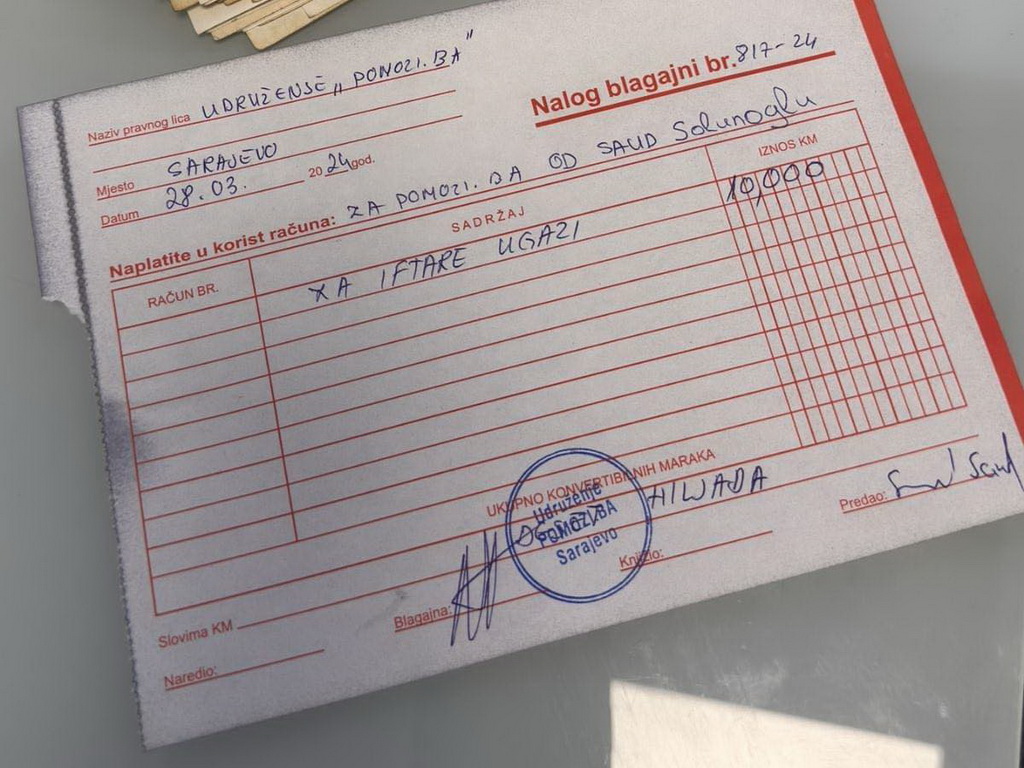 Naziv pravnog lica UDRUŽENJE „POMOZI.BA"
Nalog blagajni br. 817-24
Mjesto SARAJEVO
Datum 28.03. 2024 god.
Naplatite u korist računa: ZA POMOZI.BA OD SAUD Solunoglu
RAČUN BR. SADRŽAJ IZNOS KM
ZA IFTARE U GAZI 10,000
UKUPNO KONVERTIBILNIH MARAKA
Slovima KM HILJADA
Udruženje
POMOZI.BA
Sarajevo
Naredio: Blagajna: Knjižio: Predao: